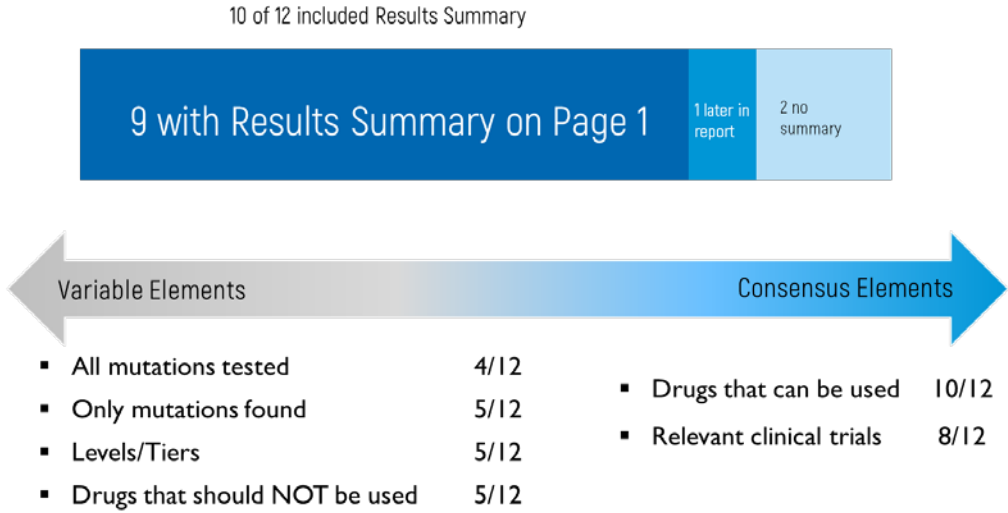 10 of 12 included Results Summary
9 with Results Summary on Page 1
1 later in
report
2 no
summary
Variable Elements
Consensus Elements
▪ All mutations tested 4/12
▪ Only mutations found 5/12
▪ Levels/Tiers 5/12
▪ Drugs that should NOT be used 5/12
▪ Drugs that can be used 10/12
▪ Relevant clinical trials 8/12